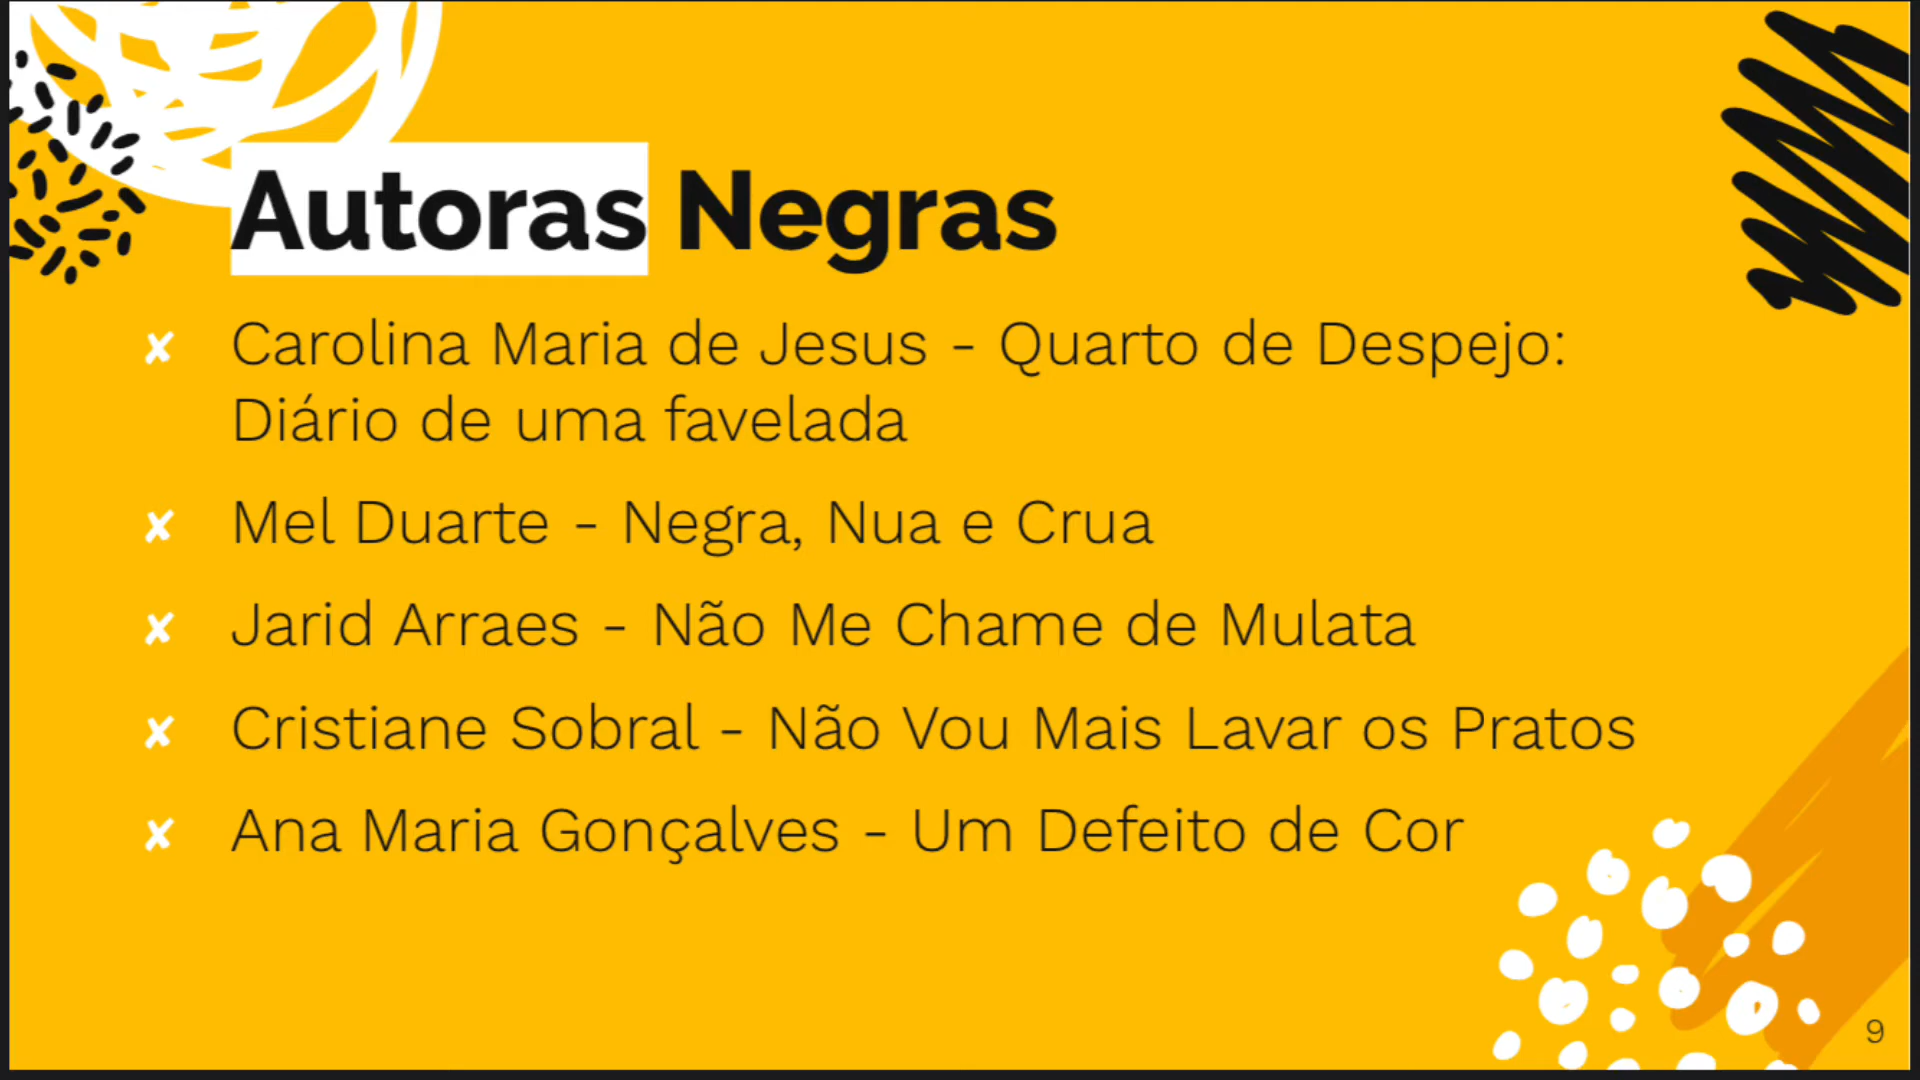 Autoras Negras
✘ Carolina Maria de Jesus - Quarto de Despejo:
Diário de uma favelada
✘ Mel Duarte - Negra, Nua e Crua
✘ Jarid Arraes - Não Me Chame de Mulata
✘ Cristiane Sobral - Não Vou Mais Lavar os Pratos
✘ Ana Maria Gonçalves - Um Defeito de Cor
9